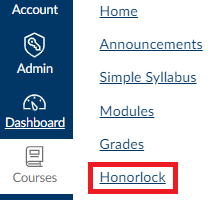 Account
Admin
Dashboard
Courses
Home
Announcements
Simple Syllabus
Modules
Grades
Honorlock